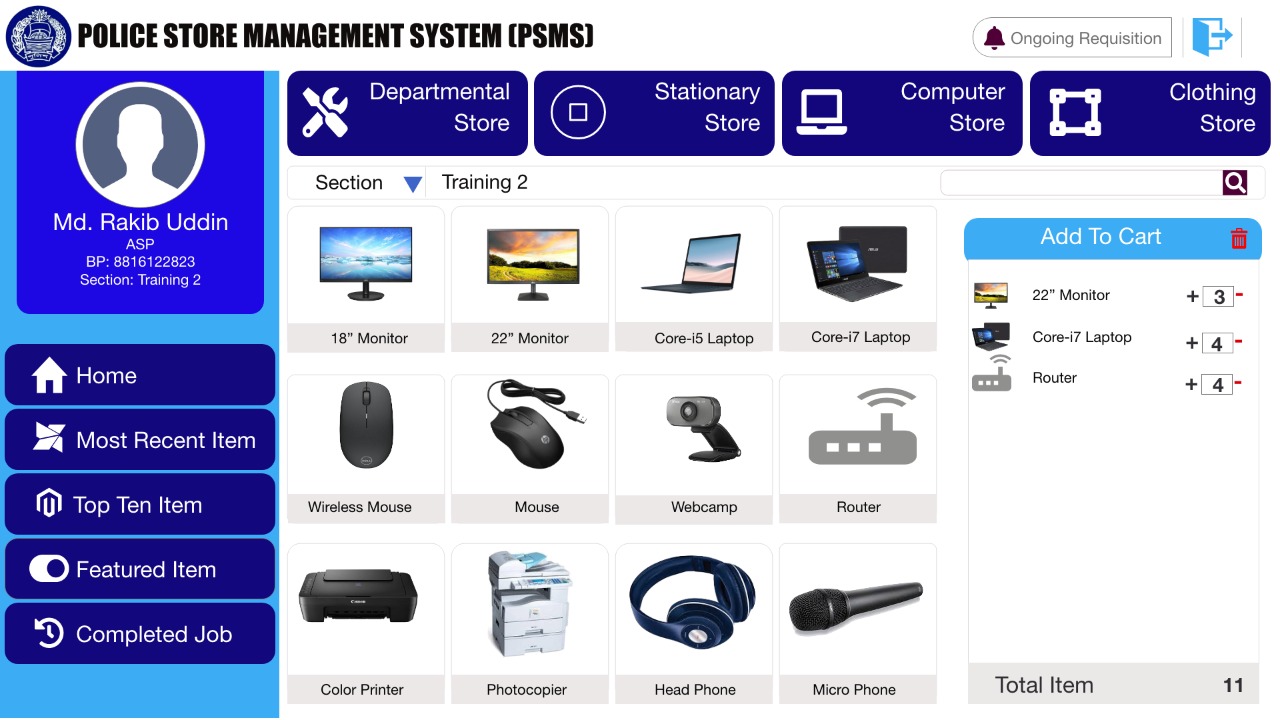 POLICE STORE MANAGEMENT SYSTEM (PSMS)
Ongoing Requisition
Md. Rakib Uddin
ASP
BP: 8816122823
Section: Training 2
Home
Most Recent Item
Top Ten Item
Featured Item
Completed Job
Departmental
Store
Stationary
Store
Computer
Store
Clothing
Store
Section
Training 2
18” Monitor
22” Monitor
Core-i5 Laptop
Core-i7 Laptop
Wireless Mouse
Mouse
Webcamp
Router
Color Printer
Photocopier
Head Phone
Micro Phone
Add To Cart
22” Monitor + 3 -
Core-i7 Laptop + 4 -
Router + 4 -
Total Item 11